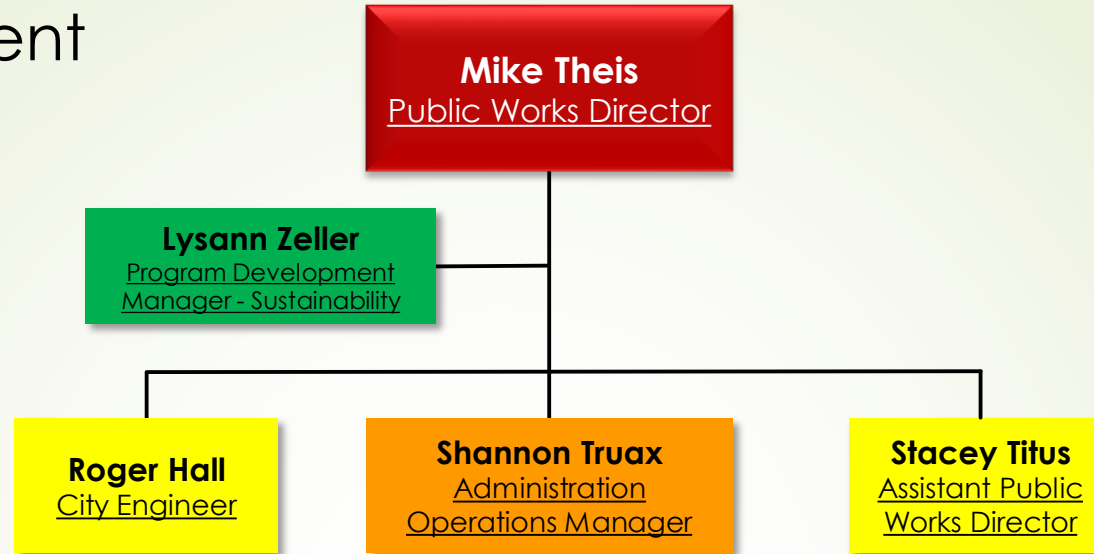 ent
Mike Theis
Public Works Director
Lysann Zeller
Program Development
Manager - Sustainability
Roger Hall
City Engineer
Shannon Truax
Administration
Operations Manager
Stacey Titus
Assistant Public
Works Director